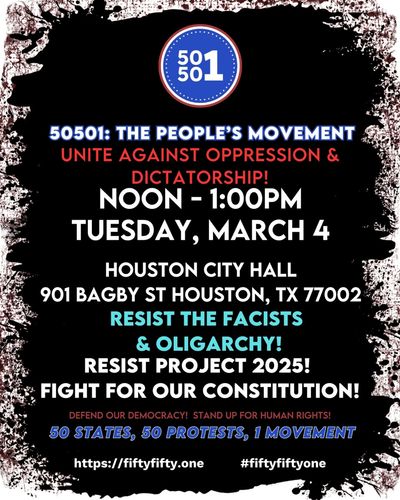 50
50 1
50501: THE PEOPLE'S MOVEMENT
UNITE AGAINST OPPRESSION &
DICTATORSHIP!
NOON - 1:00PM
TUESDAY, MARCH 4
HOUSTON CITY HALL
901 BAGBY ST HOUSTON, TX 77002
RESIST THE FACISTS
& OLIGARCHY!
RESIST PROJECT 2025!
FIGHT FOR OUR CONSTITUTION!
DEFEND OUR DEMOCRACY! STAND UP FOR HUMAN RIGHTS!
50 STATES, 50 PROTESTS, 1 MOVEMENT
https://fiftyfifty.one #fiftyfiftyone